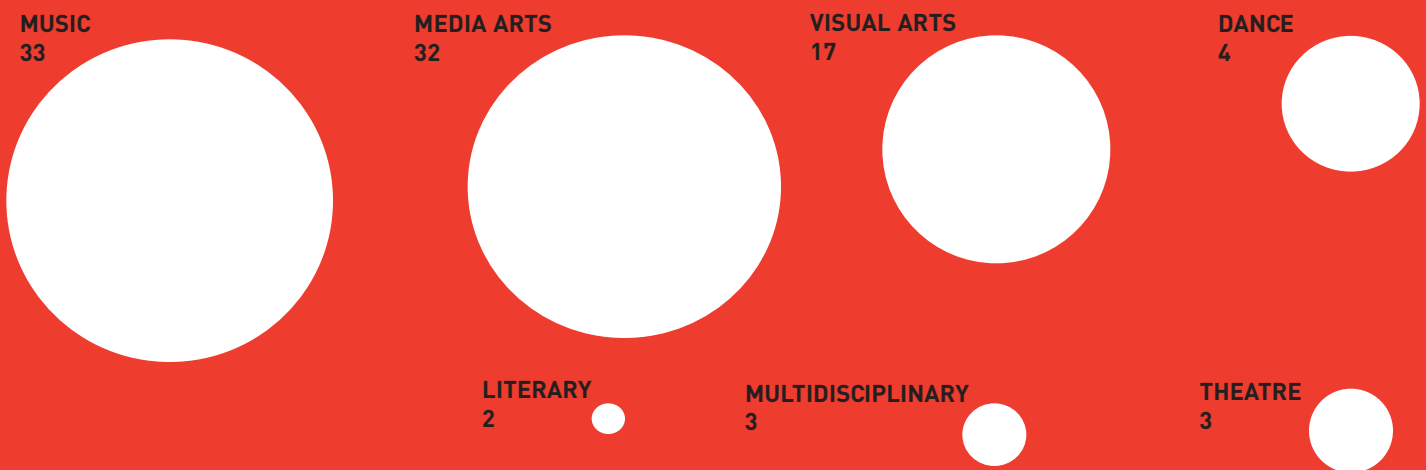 MUSIC
33
MEDIA ARTS
32
VISUAL ARTS
17
DANCE
4
LITERARY
2
MULTIDISCIPLINARY
3
THEATRE
3